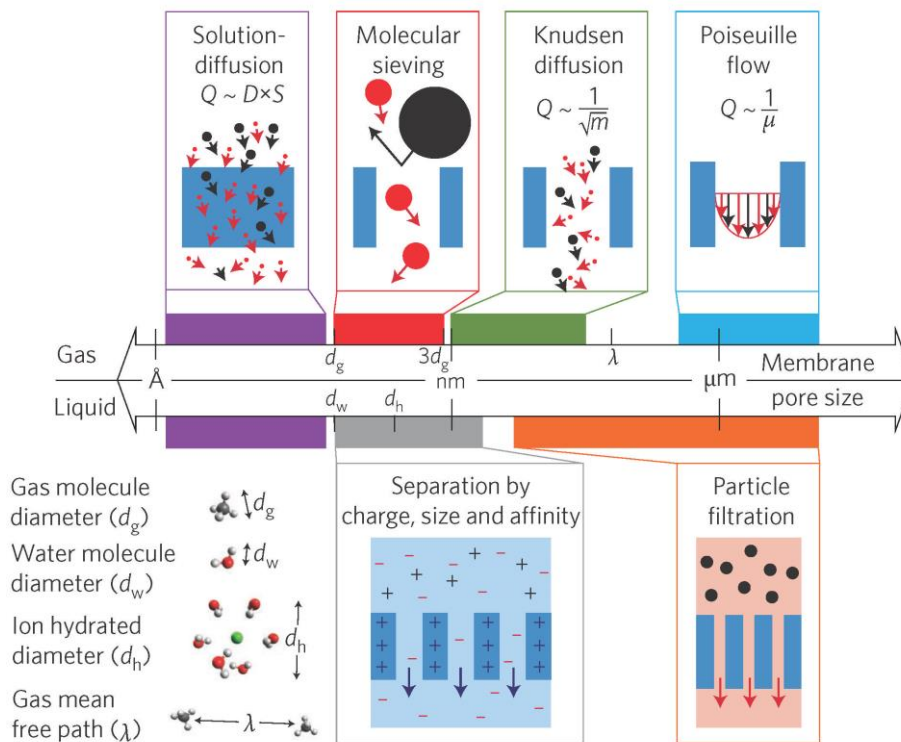 Solution-
diffusion
Q ~ D×S
Molecular
sieving
Knudsen
diffusion
Q ~ 1/√m
Poiseuille
flow
Q ~ 1/μ
Gas
Å
d_g
3d_g
nm
λ
μm
Membrane
pore size
Liquid
d_w
d_h
Gas molecule
diameter (d_g)
d_g
Water molecule
diameter (d_w)
d_w
Ion hydrated
diameter (d_h)
d_h
Gas mean
free path (λ)
λ
Separation by
charge, size and affinity
Particle
filtration